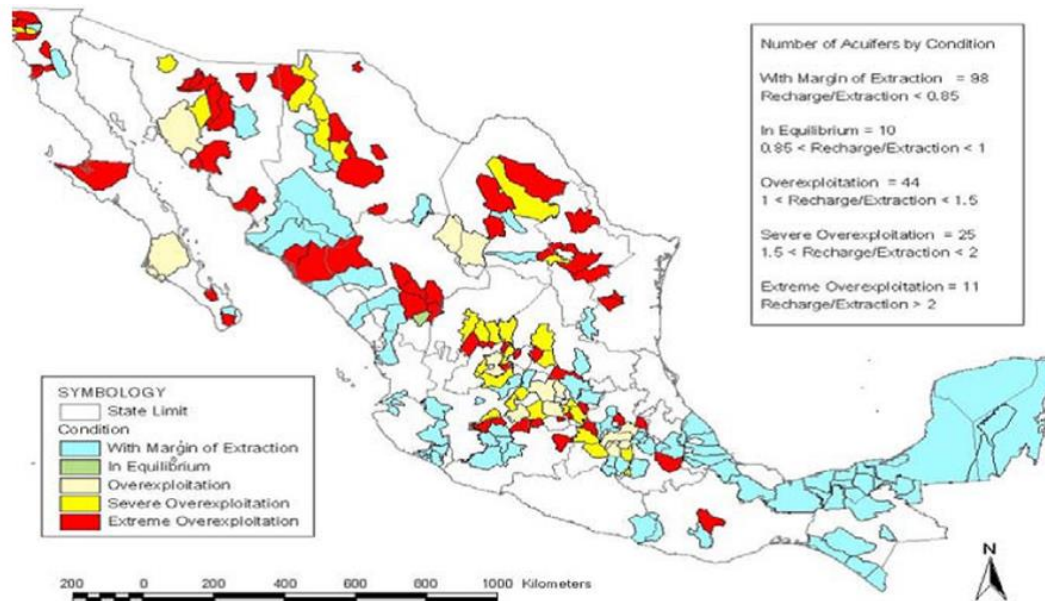 Number of Acuifers by Condition
With Margin of Extraction = 98
Recharge/Extraction < 0.85
In Equilibrium = 10
0.85 < Recharge/Extraction < 1
Overexploitation = 44
1 < Recharge/Extraction < 1.5
Severe Overexploitation = 25
1.5 < Recharge/Extraction < 2
Extreme Overexploitation = 11
Recharge/Extraction > 2
SYMBOLOGY
State Limit
Condition
With Margin of Extraction
In Equilibrium
Overexploitation
Severe Overexploitation
Extreme Overexploitation
200 0 200 400 600 800 1000 Kilometers
N